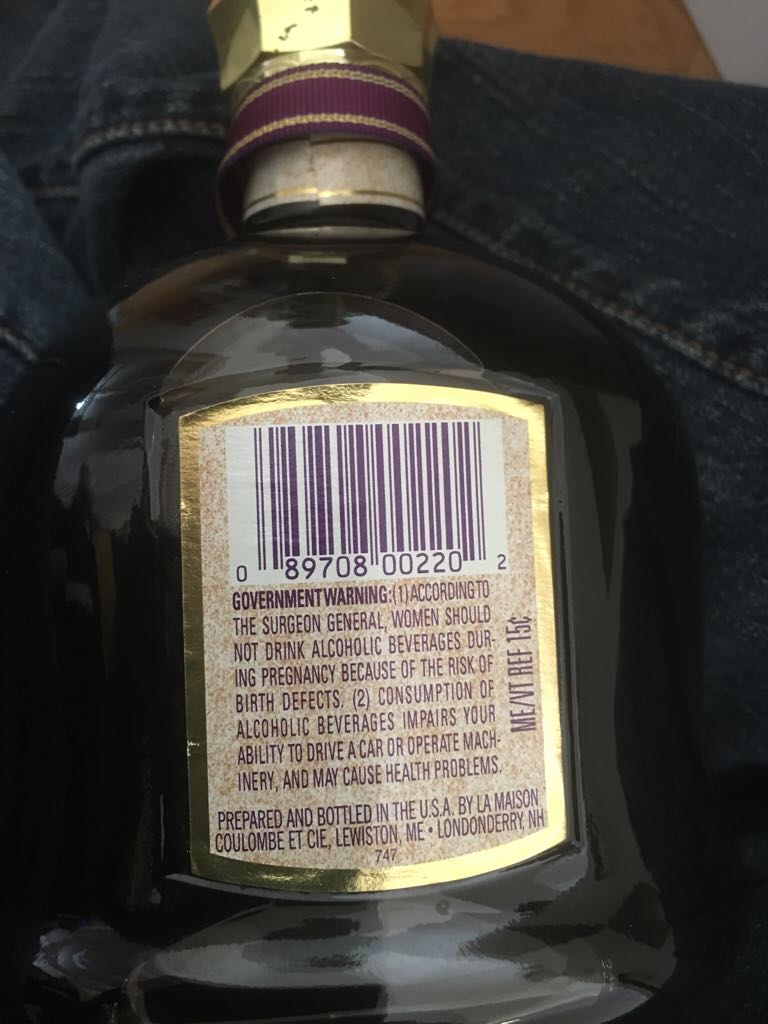 0 89708 00220 2
GOVERNMENT WARNING: (1) ACCORDING TO
THE SURGEON GENERAL, WOMEN SHOULD
NOT DRINK ALCOHOLIC BEVERAGES DUR-
ING PREGNANCY BECAUSE OF THE RISK OF
BIRTH DEFECTS. (2) CONSUMPTION OF
ALCOHOLIC BEVERAGES IMPAIRS YOUR
ABILITY TO DRIVE A CAR OR OPERATE MACH-
INERY, AND MAY CAUSE HEALTH PROBLEMS.
ME/VT REF 15¢
PREPARED AND BOTTLED IN THE U.S.A. BY LA MAISON
COULOMBE ET CIE, LEWISTON, ME • LONDONDERRY, NH
747